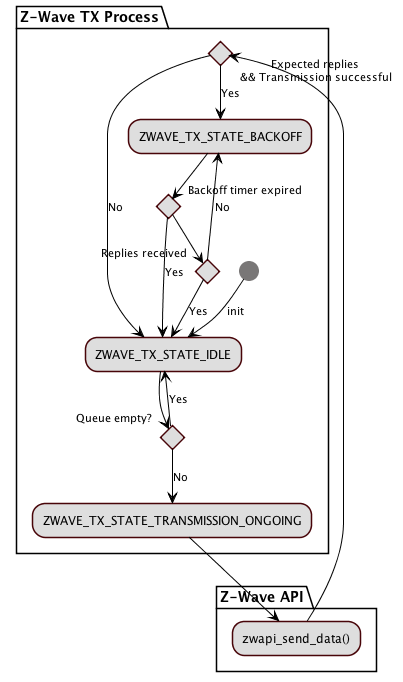 Z-Wave TX Process
Expected replies
&& Transmission successful
Yes
ZWAVE_TX_STATE_BACKOFF
Backoff timer expired
No
No
Replies received
Yes
Yes
init
ZWAVE_TX_STATE_IDLE
Yes
Queue empty?
No
ZWAVE_TX_STATE_TRANSMISSION_ONGOING
Z-Wave API
zwapi_send_data()